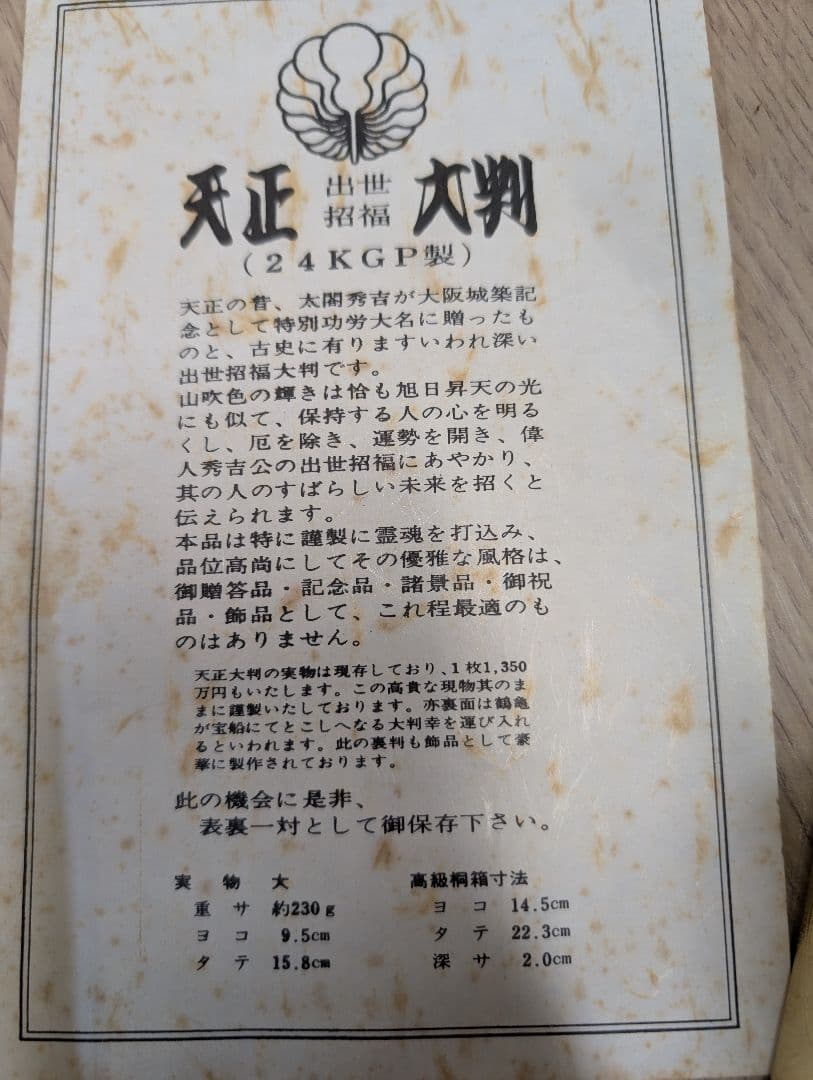 天正 出世招福 大判
（24KGP製）
天正の昔、太閤秀吉が大阪城築記
念として特別功労大名に贈ったも
のと、古史に有りますいわれ深い
出世招福大判です。
山吹色の輝きは恰も旭日昇天の光
にも似て、保持する人の心を明る
くし、厄を除き、運勢を開き、偉
人秀吉公の出世招福にあやかり、
其の人のすばらしい未来を招くと
伝えられます。
本品は特に謹製に霊魂を打込み、
品位高尚にしてその優雅な風格は、
御贈答品・記念品・諸景品・御祝
品・飾品として、これ程最適のも
のはありません。
天正大判の実物は現存しており、1枚1,350
万円もいたします。この高貴な現物其のま
まに謹製いたしております。亦裏面は鶴亀
が宝船にてとこしへなる大判幸を運び入れ
るといわれます。此の裏判も飾品として豪
華に製作されております。
此の機会に是非、
表裏一対として御保存下さい。
実物大
重サ 約230g
ヨコ 9.5cm
タテ 15.8cm
高級桐箱寸法
ヨコ 14.5cm
タテ 22.3cm
深サ 2.0cm